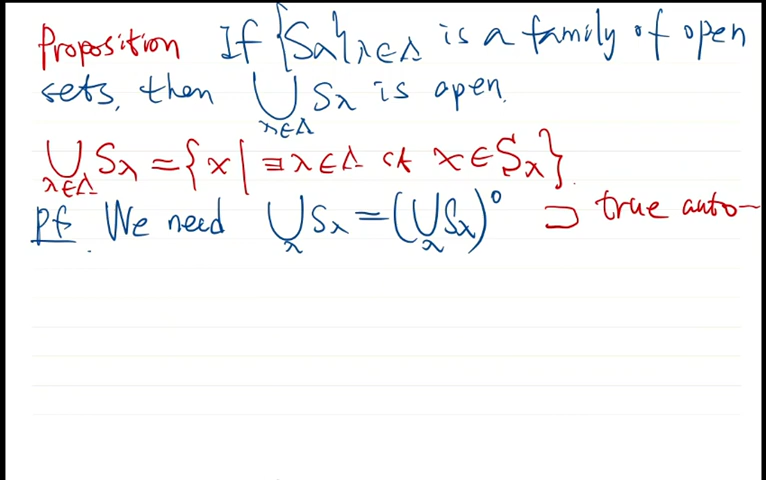 Proposition If {Sλ}λ∈Λ is a family of open
sets, then ⋃λ∈Λ Sλ is open.
⋃λ∈Λ Sλ = {x | ∃λ∈Λ st x∈Sλ}.
Pf. We need ⋃λ Sλ = (⋃λ Sλ)° ⊃ true auto-